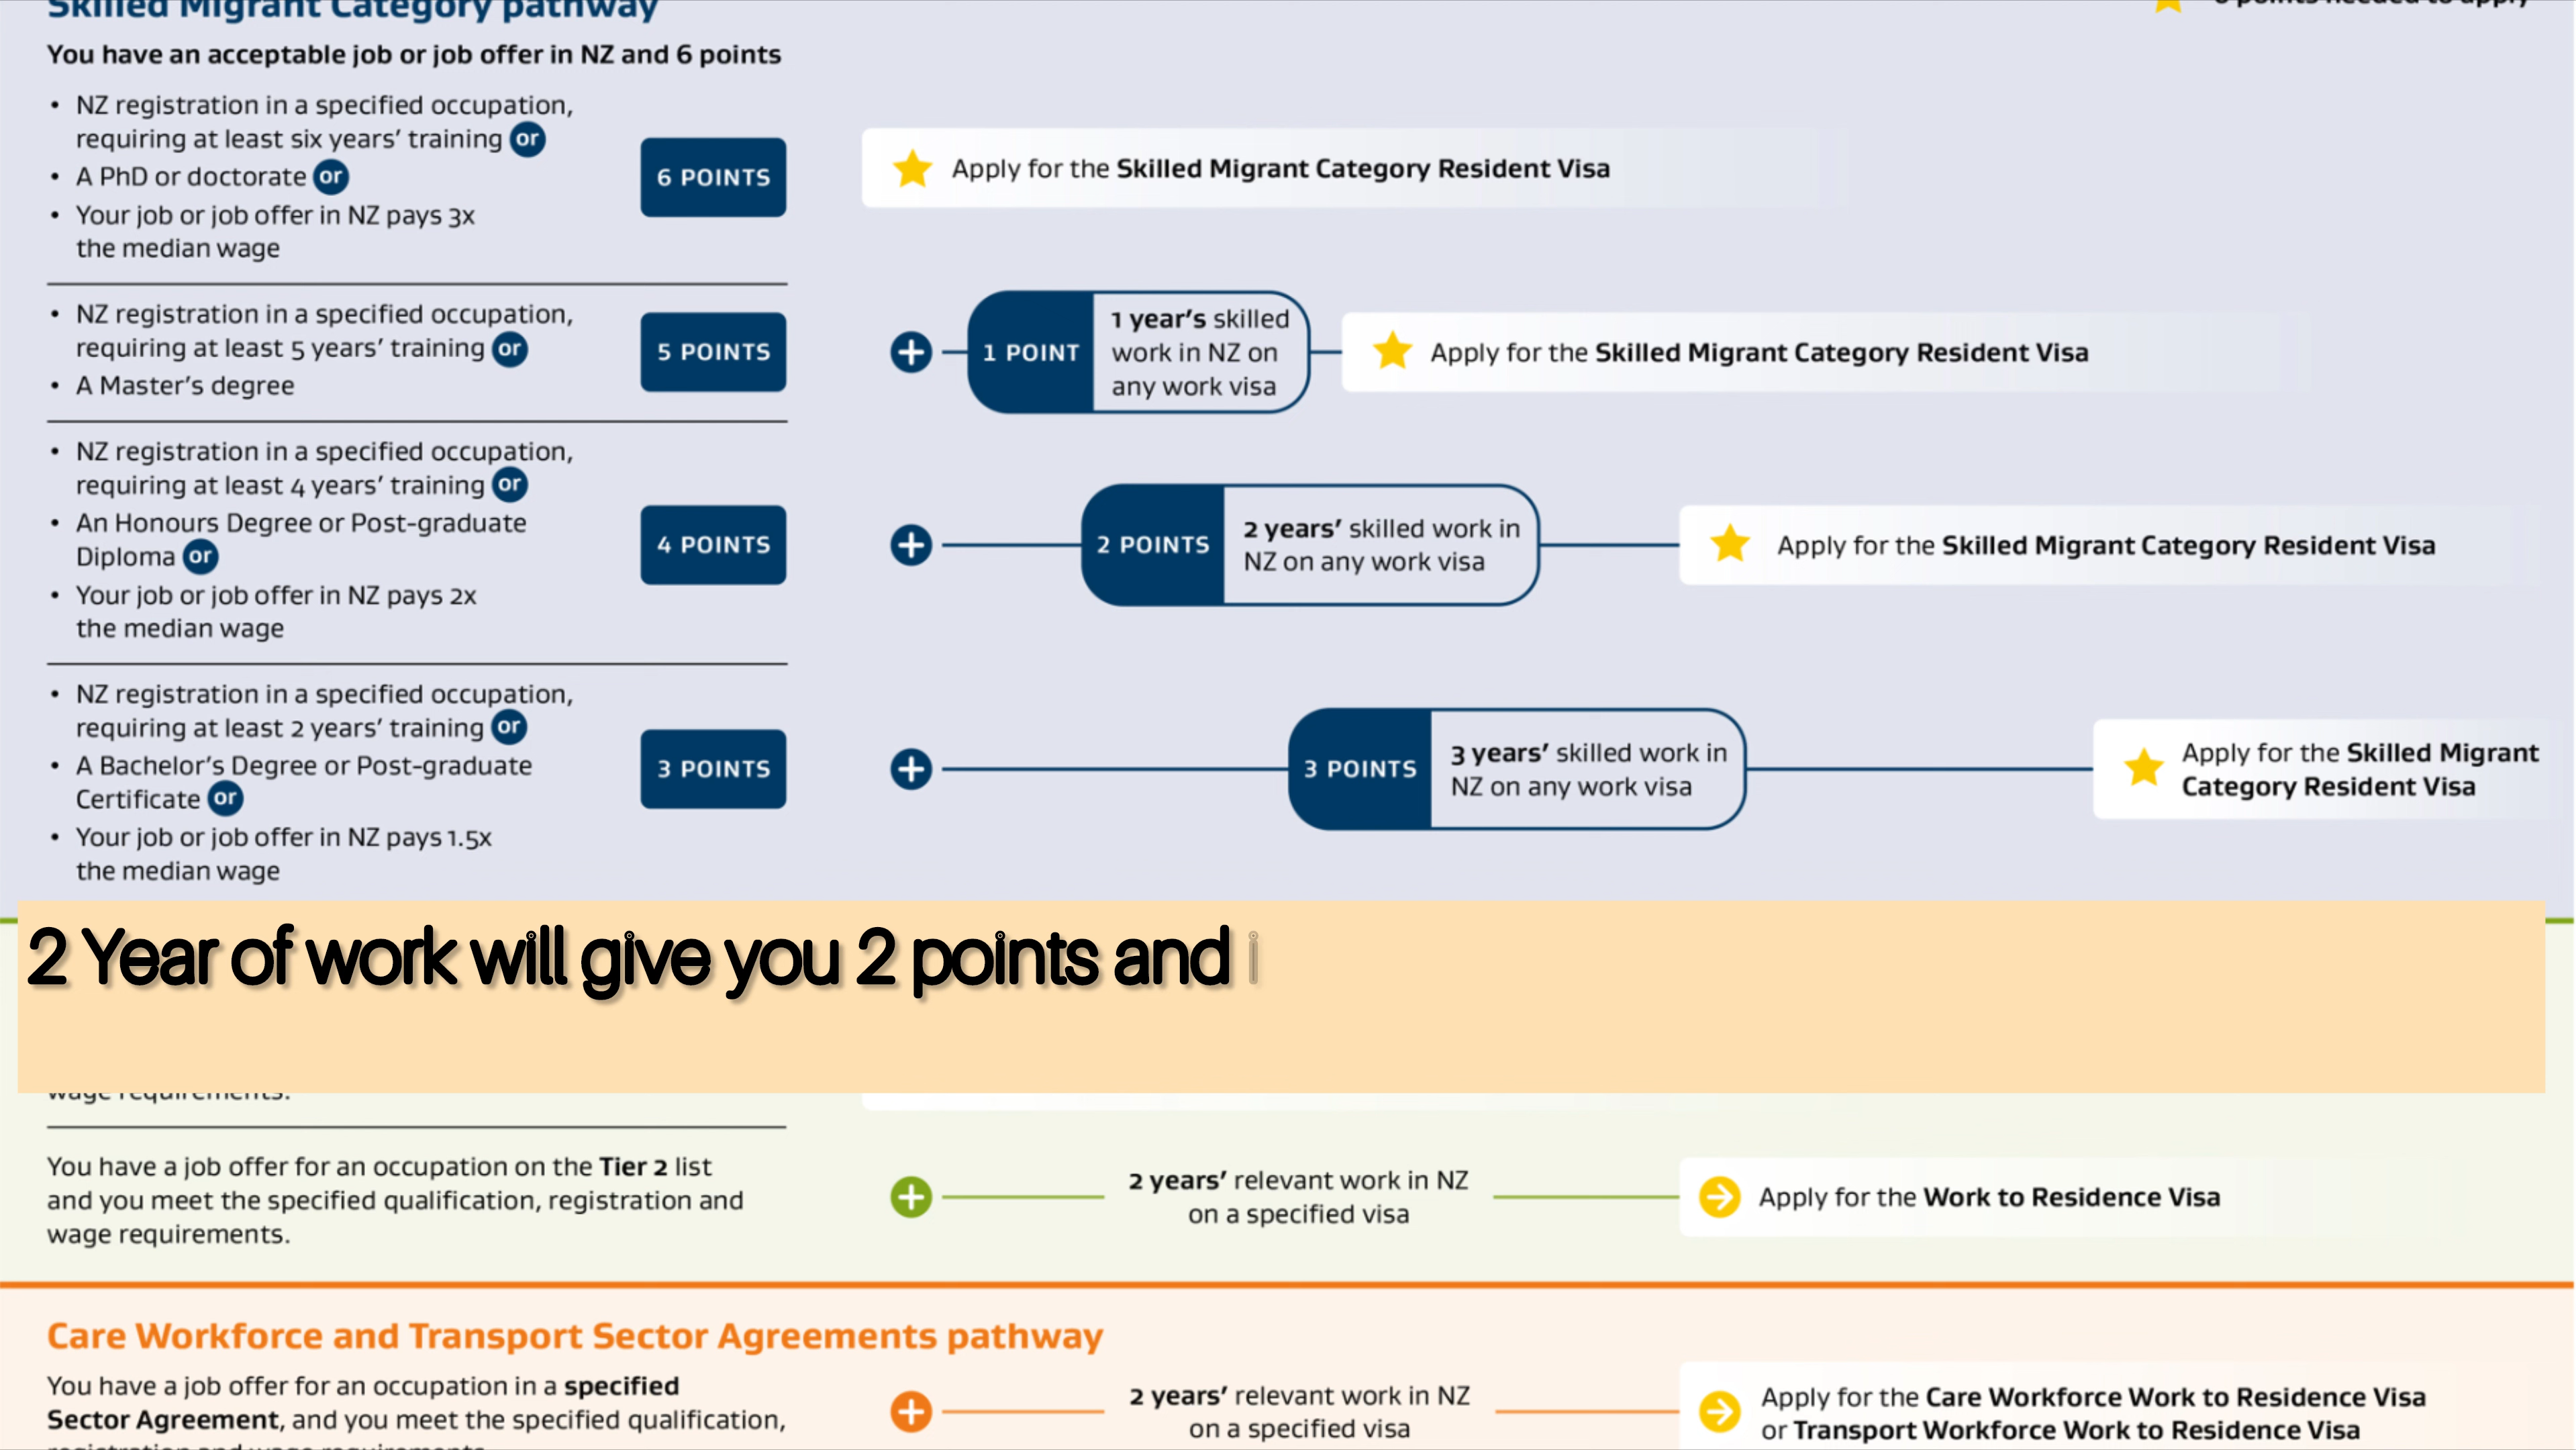 Skilled Migrant Category pathway
6 points needed to apply
You have an acceptable job or job offer in NZ and 6 points
• NZ registration in a specified occupation,
requiring at least six years’ training or
• A PhD or doctorate or
• Your job or job offer in NZ pays 3x
the median wage
6 POINTS
Apply for the Skilled Migrant Category Resident Visa
• NZ registration in a specified occupation,
requiring at least 5 years’ training or
• A Master’s degree
5 POINTS
+
1 POINT
1 year’s skilled
work in NZ on
any work visa
Apply for the Skilled Migrant Category Resident Visa
• NZ registration in a specified occupation,
requiring at least 4 years’ training or
• An Honours Degree or Post-graduate
Diploma or
• Your job or job offer in NZ pays 2x
the median wage
4 POINTS
+
2 POINTS
2 years’ skilled work in
NZ on any work visa
Apply for the Skilled Migrant Category Resident Visa
• NZ registration in a specified occupation,
requiring at least 2 years’ training or
• A Bachelor’s Degree or Post-graduate
Certificate or
• Your job or job offer in NZ pays 1.5x
the median wage
3 POINTS
+
3 POINTS
3 years’ skilled work in
NZ on any work visa
Apply for the Skilled Migrant
Category Resident Visa
2 Year of work will give you 2 points and i
wage requirements.
You have a job offer for an occupation on the Tier 2 list
and you meet the specified qualification, registration and
wage requirements.
+
2 years’ relevant work in NZ
on a specified visa
Apply for the Work to Residence Visa
Care Workforce and Transport Sector Agreements pathway
You have a job offer for an occupation in a specified
Sector Agreement, and you meet the specified qualification,
registration and wage requirements.
+
2 years’ relevant work in NZ
on a specified visa
Apply for the Care Workforce Work to Residence Visa
or Transport Workforce Work to Residence Visa